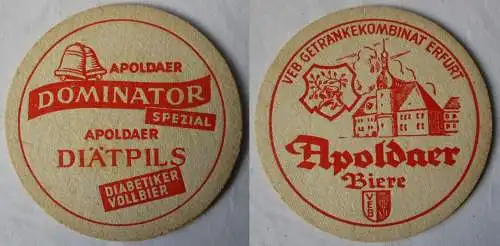 APOLDAER
DOMINATOR
SPEZIAL
APOLDAER
DIÄTPILS
DIABETIKER
VOLLBIER
VEB GETRÄNKEKOMBINAT ERFURT
Apoldaer
Biere
VEB